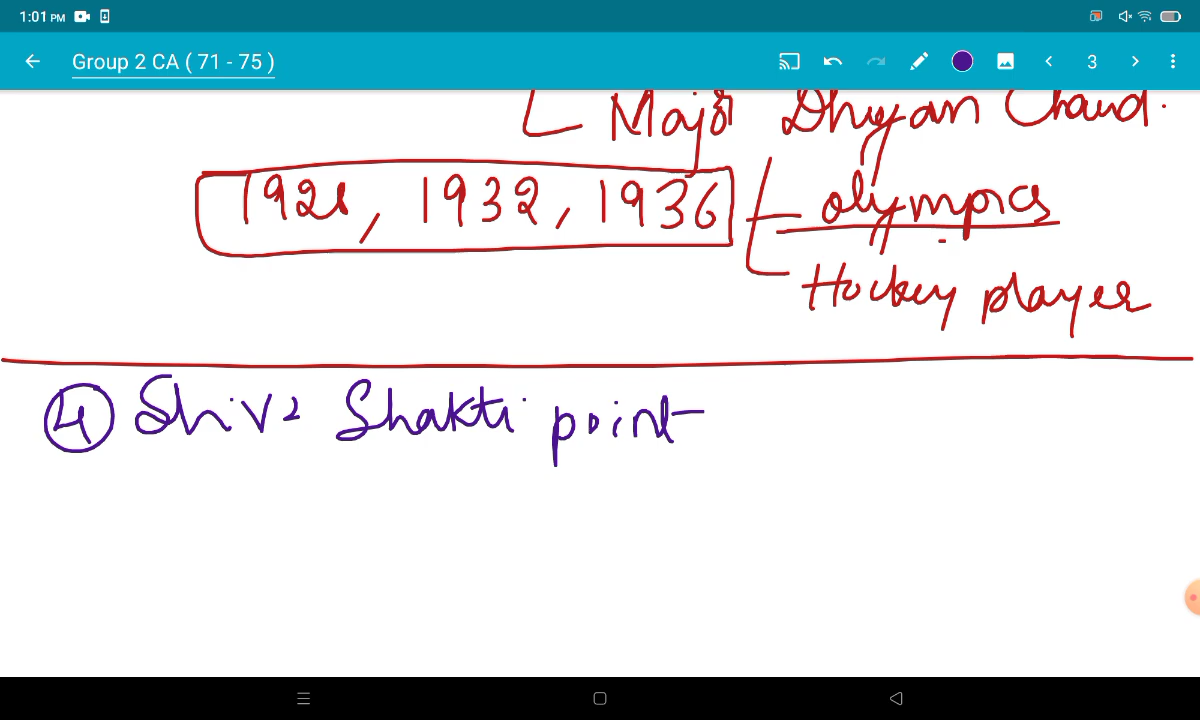 1:01 PM
Group 2 CA ( 71 - 75 )
3
Major Dhyan Chand.
1928, 1932, 1936
olympics
Hockey player
4 Shiva Shakti point